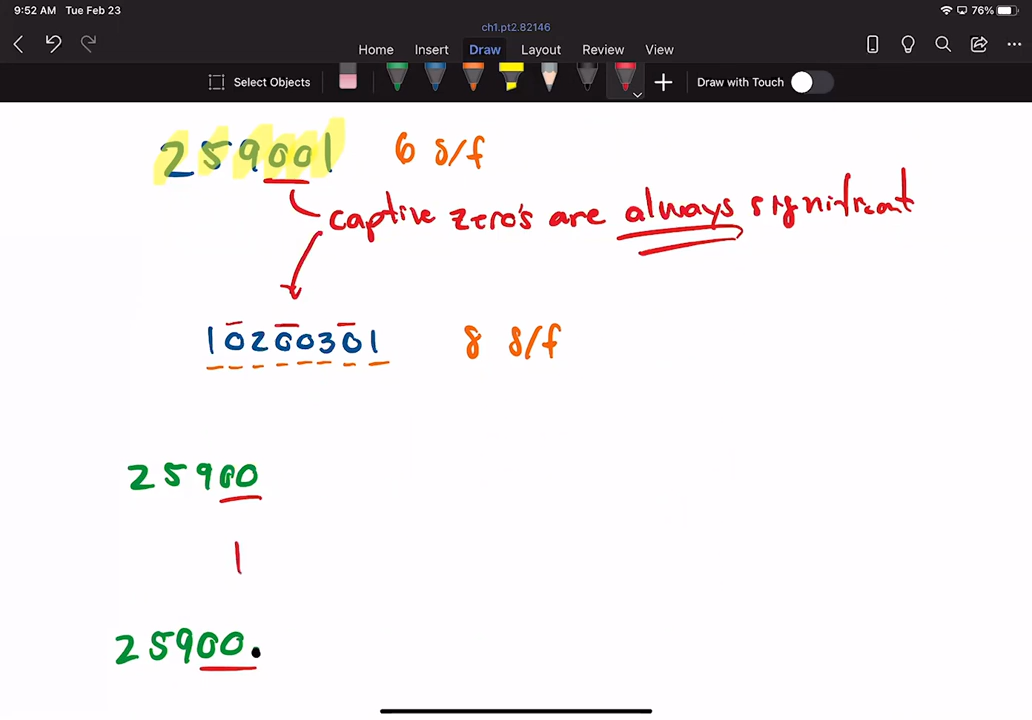 9:52 AM Tue Feb 23
76%
ch1.pt2.82146
Home Insert Draw Layout Review View
Select Objects
Draw with Touch
259001 6 s/f
captive zero's are always significant
10200301 8 s/f
25900
1
25900.